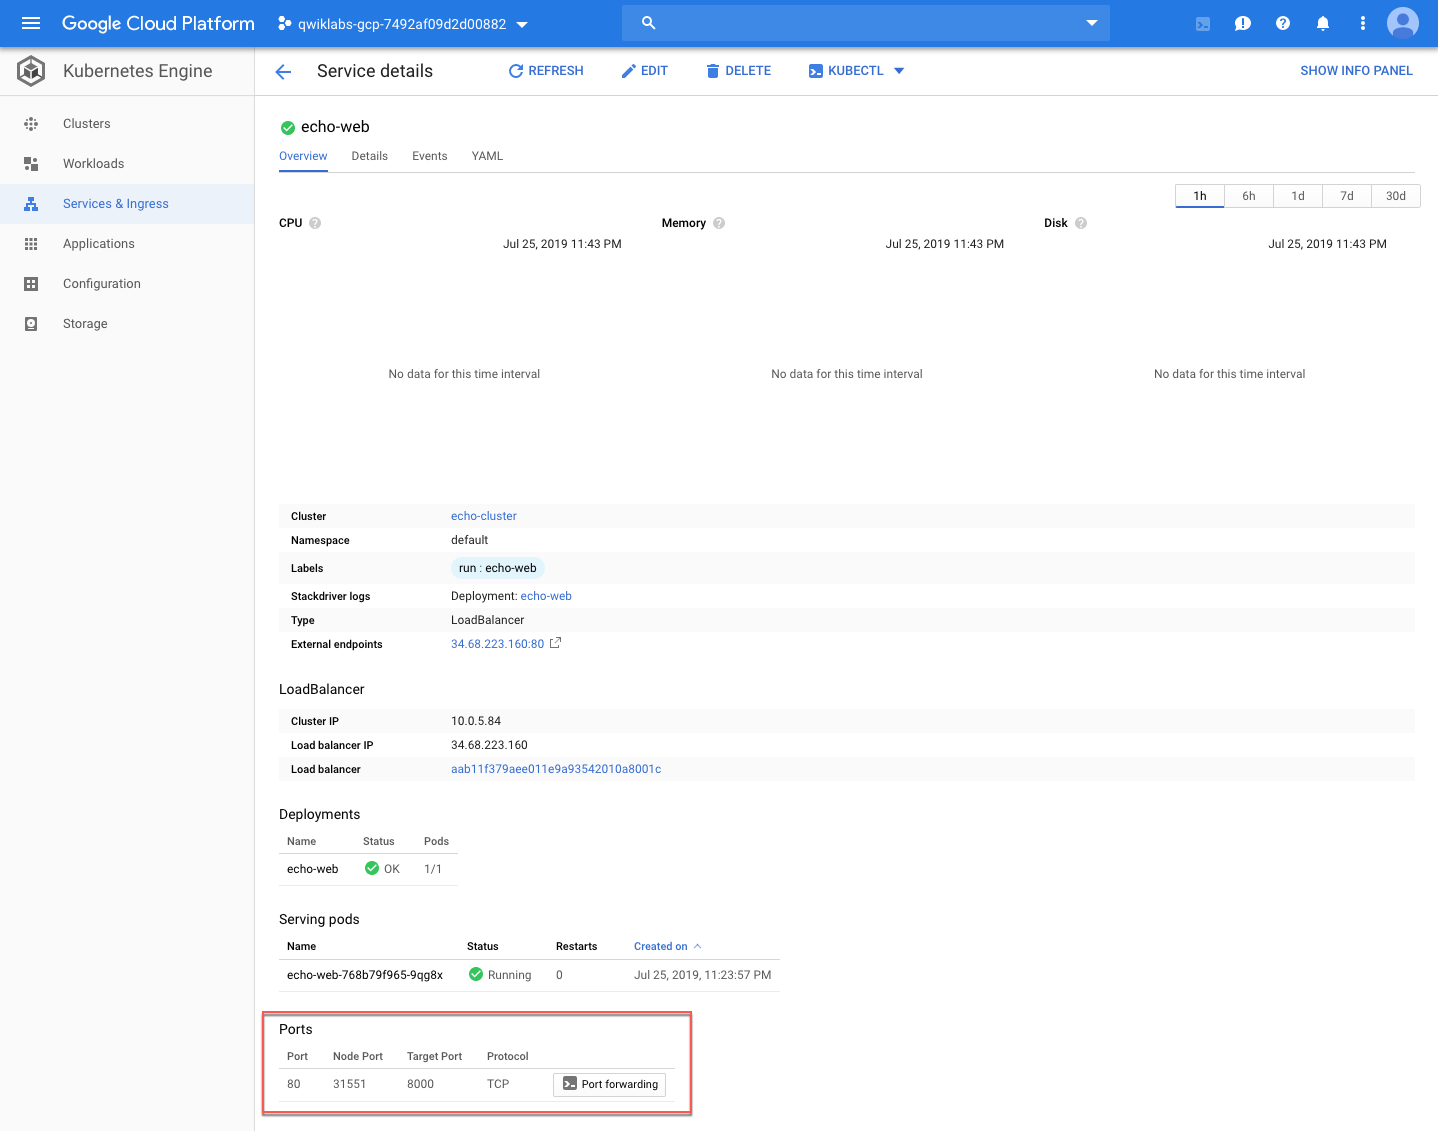 Google Cloud Platform qwiklabs-gcp-7492af09d2d00882
Kubernetes Engine
Service details REFRESH EDIT DELETE KUBECTL SHOW INFO PANEL
Clusters
Workloads
Services & Ingress
Applications
Configuration
Storage
echo-web
Overview Details Events YAML
1h 6h 1d 7d 30d
CPU Memory Disk
Jul 25, 2019 11:43 PM Jul 25, 2019 11:43 PM Jul 25, 2019 11:43 PM
No data for this time interval No data for this time interval No data for this time interval
Cluster echo-cluster
Namespace default
Labels run : echo-web
Stackdriver logs Deployment: echo-web
Type LoadBalancer
External endpoints 34.68.223.160:80
LoadBalancer
Cluster IP 10.0.5.84
Load balancer IP 34.68.223.160
Load balancer aab11f379aee011e9a93542010a8001c
Deployments
Name Status Pods
echo-web OK 1/1
Serving pods
Name Status Restarts Created on
echo-web-768b79f965-9qg8x Running 0 Jul 25, 2019, 11:23:57 PM
Ports
Port Node Port Target Port Protocol
80 31551 8000 TCP Port forwarding